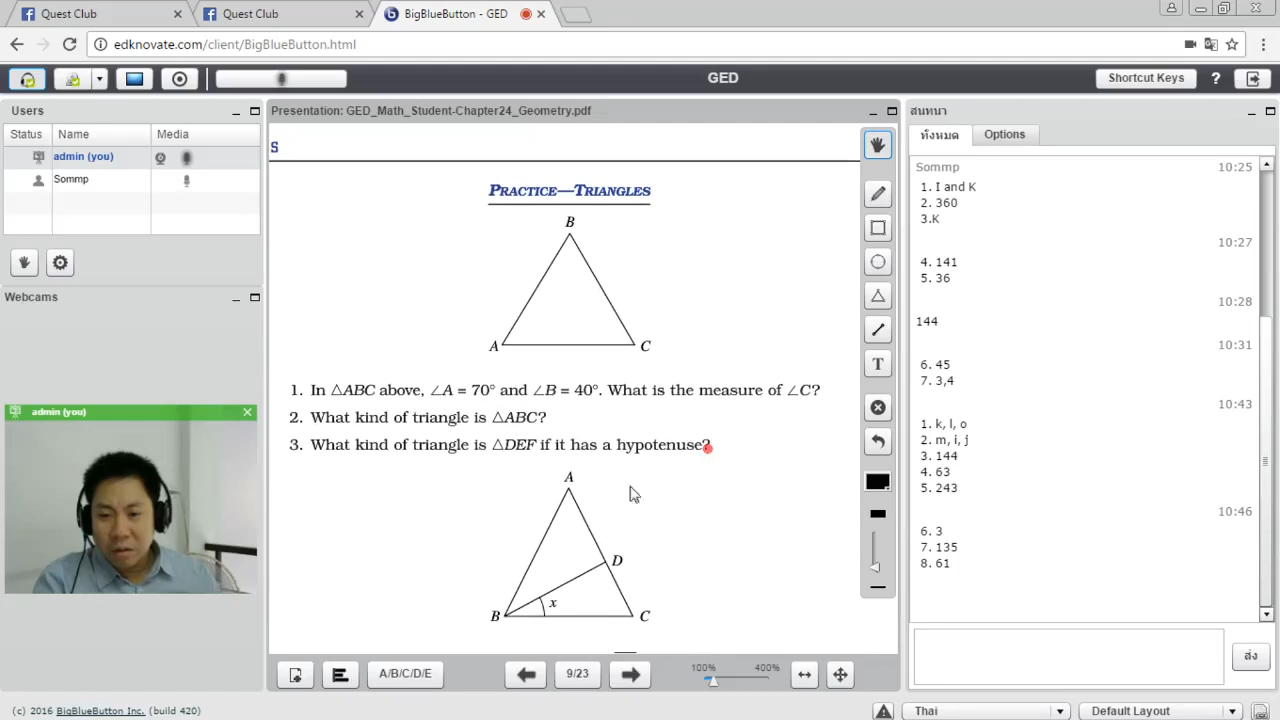 Quest Club
Quest Club
BigBlueButton - GED
edknovate.com/client/BigBlueButton.html
GED
Shortcut Keys
?
Users
Status Name Media
admin (you)
Sommp
Webcams
admin (you)
Presentation: GED_Math_Student-Chapter24_Geometry.pdf
S
PRACTICE—TRIANGLES
B
A
C
1. In △ABC above, ∠A = 70° and ∠B = 40°. What is the measure of ∠C?
2. What kind of triangle is △ABC?
3. What kind of triangle is △DEF if it has a hypotenuse?
A
D
x
B
C
T
A/B/C/D/E
9/23
100% 400%
สนทนา
ทั้งหมด Options
Sommp 10:25
1. I and K
2. 360
3.K
10:27
4. 141
5. 36
10:28
144
10:31
6. 45
7. 3,4
10:43
1. k, l, o
2. m, i, j
3. 144
4. 63
5. 243
10:46
6. 3
7. 135
8. 61
ส่ง
(c) 2016 BigBlueButton Inc. (build 420)
Thai
Default Layout